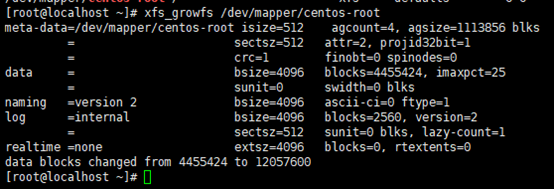 [root@localhost ~]# xfs_growfs /dev/mapper/centos-root
meta-data=/dev/mapper/centos-root isize=512    agcount=4, agsize=1113856 blks
         =                       sectsz=512   attr=2, projid32bit=1
         =                       crc=1        finobt=0 spinodes=0
data     =                       bsize=4096   blocks=4455424, imaxpct=25
         =                       sunit=0      swidth=0 blks
naming   =version 2              bsize=4096   ascii-ci=0 ftype=1
log      =internal               bsize=4096   blocks=2560, version=2
         =                       sectsz=512   sunit=0 blks, lazy-count=1
realtime =none                   extsz=4096   blocks=0, rtextents=0
data blocks changed from 4455424 to 12057600
[root@localhost ~]#